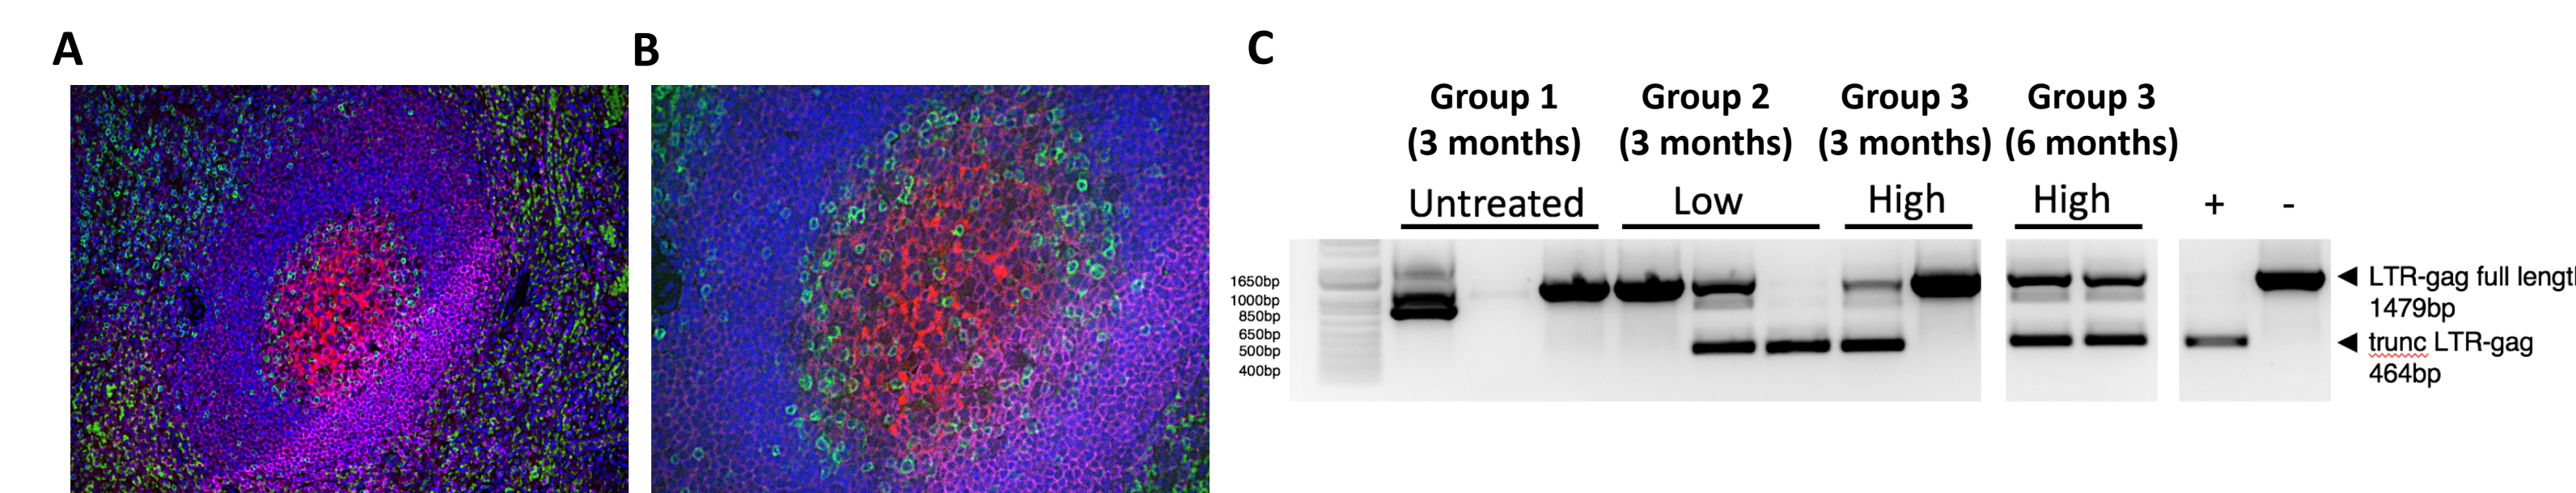 A
B
C
Group 1
(3 months)
Group 2
(3 months)
Group 3
(3 months)
Group 3
(6 months)
Untreated
Low
High
High
+
-
1650bp
1000bp
850bp
650bp
500bp
400bp
LTR-gag full lengt
1479bp
trunc LTR-gag
464bp